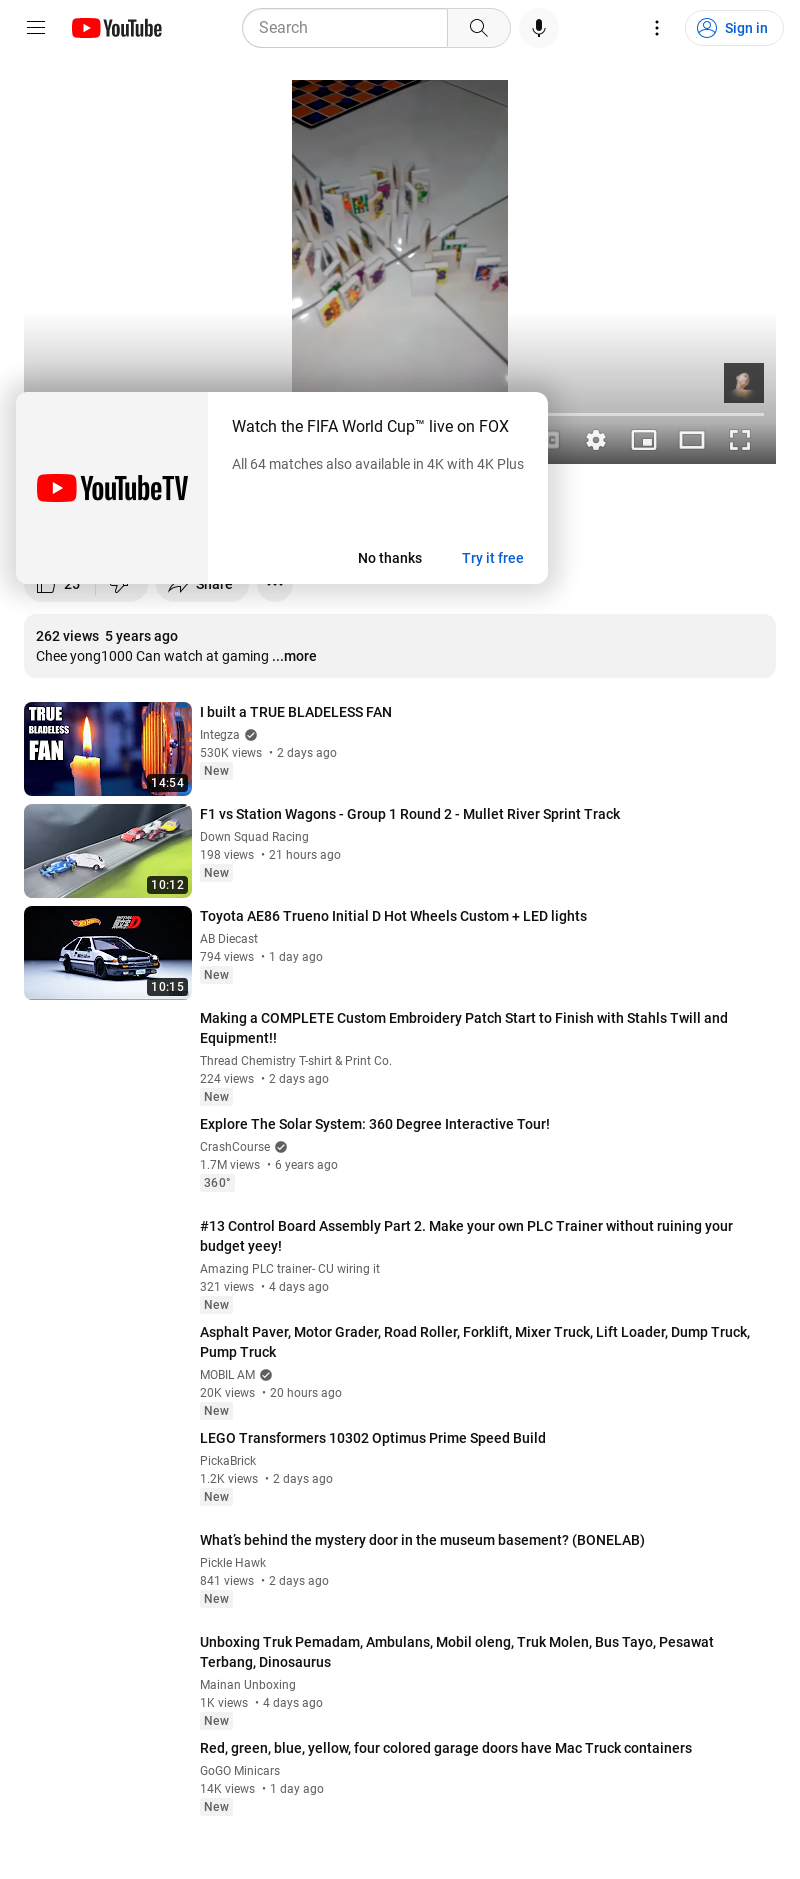 YouTube
Search
Sign in
Watch the FIFA World Cup™ live on FOX
All 64 matches also available in 4K with 4K Plus
YouTubeTV
No thanks
Try it free
25
Share
262 views 5 years ago
Chee yong1000 Can watch at gaming ...more
TRUE
BLADELESS
FAN
14:54
I built a TRUE BLADELESS FAN
Integza
530K views • 2 days ago
New
10:12
F1 vs Station Wagons - Group 1 Round 2 - Mullet River Sprint Track
Down Squad Racing
198 views • 21 hours ago
New
10:15
Toyota AE86 Trueno Initial D Hot Wheels Custom + LED lights
AB Diecast
794 views • 1 day ago
New
Making a COMPLETE Custom Embroidery Patch Start to Finish with Stahls Twill and
Equipment!!
Thread Chemistry T-shirt & Print Co.
224 views • 2 days ago
New
Explore The Solar System: 360 Degree Interactive Tour!
CrashCourse
1.7M views • 6 years ago
360°
#13 Control Board Assembly Part 2. Make your own PLC Trainer without ruining your
budget yeey!
Amazing PLC trainer- CU wiring it
321 views • 4 days ago
New
Asphalt Paver, Motor Grader, Road Roller, Forklift, Mixer Truck, Lift Loader, Dump Truck,
Pump Truck
MOBIL AM
20K views • 20 hours ago
New
LEGO Transformers 10302 Optimus Prime Speed Build
PickaBrick
1.2K views • 2 days ago
New
What’s behind the mystery door in the museum basement? (BONELAB)
Pickle Hawk
841 views • 2 days ago
New
Unboxing Truk Pemadam, Ambulans, Mobil oleng, Truk Molen, Bus Tayo, Pesawat
Terbang, Dinosaurus
Mainan Unboxing
1K views • 4 days ago
New
Red, green, blue, yellow, four colored garage doors have Mac Truck containers
GoGO Minicars
14K views • 1 day ago
New